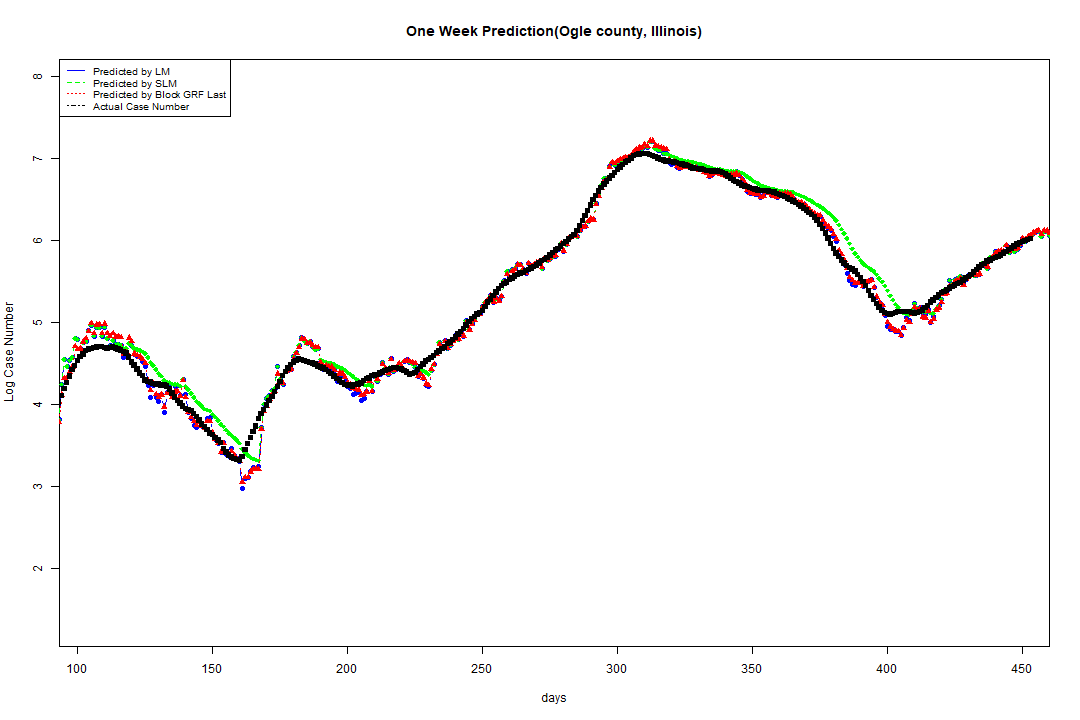 One Week Prediction(Ogle county, Illinois)
Predicted by LM
Predicted by SLM
Predicted by Block GRF Last
Actual Case Number
8
7
6
5
4
3
2
Log Case Number
100 150 200 250 300 350 400 450
days